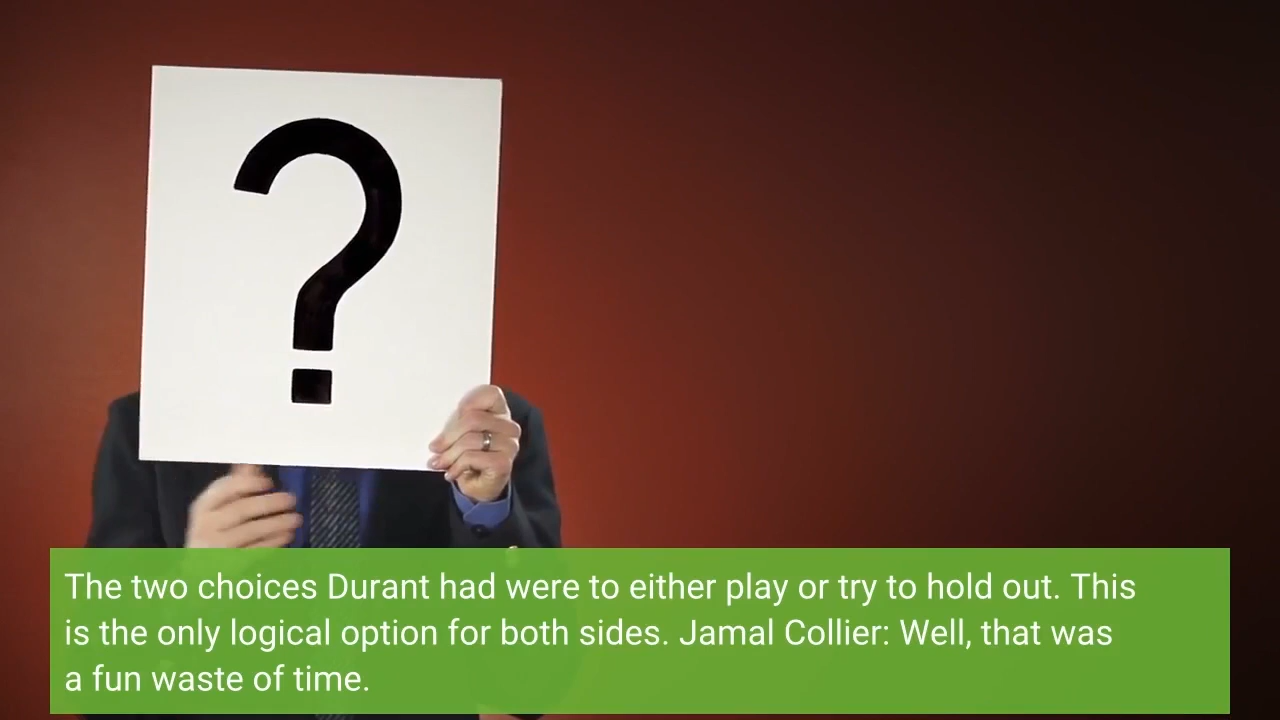 ?
The two choices Durant had were to either play or try to hold out. This
is the only logical option for both sides. Jamal Collier: Well, that was
a fun waste of time.